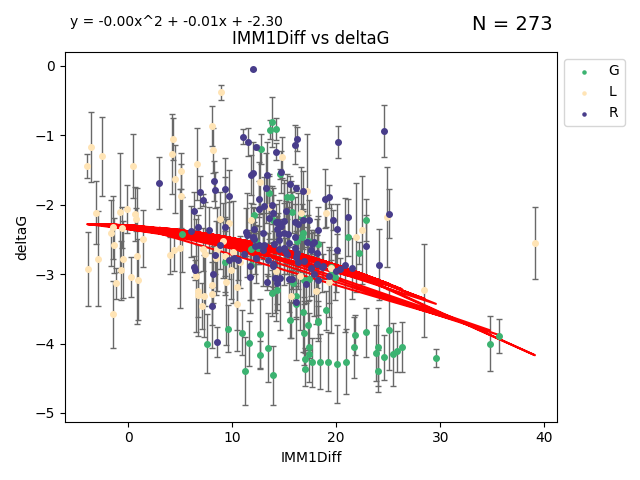 y = -0.00x^2 + -0.01x + -2.30
N = 273
IMM1Diff vs deltaG
G
L
R
0
−1
−2
−3
−4
−5
deltaG
0
10
20
30
40
IMM1Diff